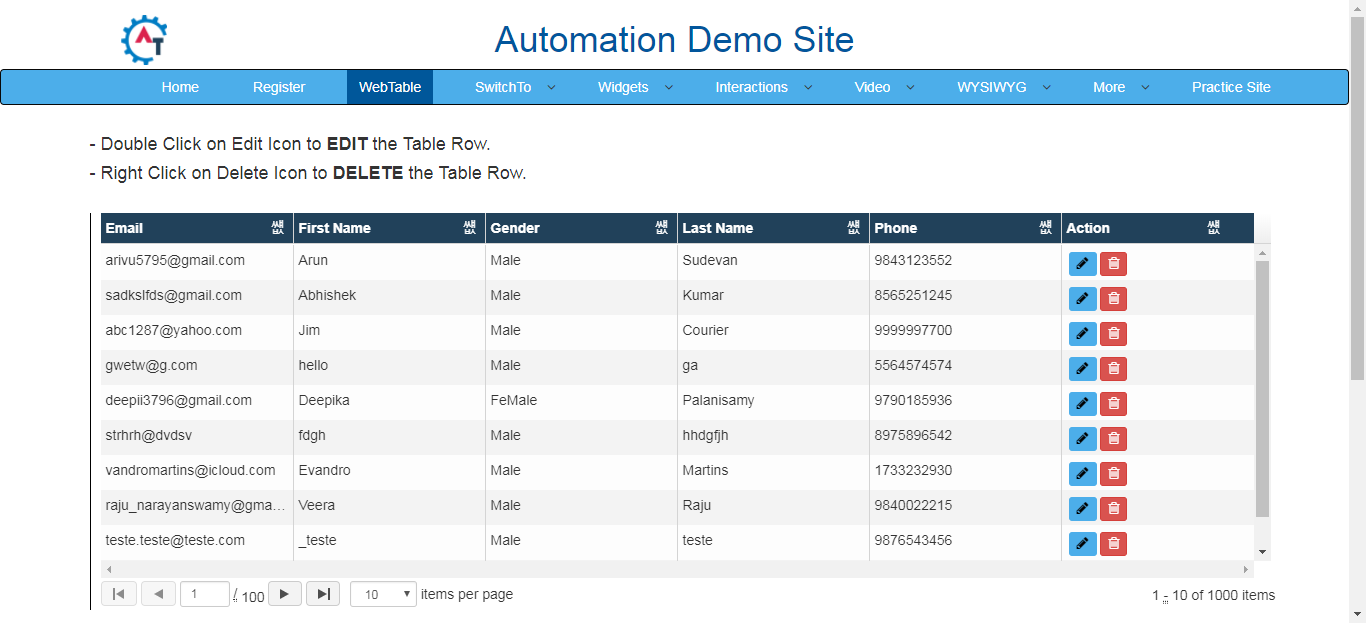 AT
Automation Demo Site
Home Register WebTable SwitchTo Widgets Interactions Video WYSIWYG More Practice Site
- Double Click on Edit Icon to EDIT the Table Row.
- Right Click on Delete Icon to DELETE the Table Row.
Email First Name Gender Last Name Phone Action
arivu5795@gmail.com Arun Male Sudevan 9843123552
sadkslfds@gmail.com Abhishek Male Kumar 8565251245
abc1287@yahoo.com Jim Male Courier 9999997700
gwetw@g.com hello Male ga 5564574574
deepii3796@gmail.com Deepika FeMale Palanisamy 9790185936
strhrh@dvdsv fdgh Male hhdgfjh 8975896542
vandromartins@icloud.com Evandro Male Martins 1733232930
raju_narayanswamy@gma... Veera Male Raju 9840022215
teste.teste@teste.com _teste Male teste 9876543456
1 / 100 10 items per page 1 - 10 of 1000 items